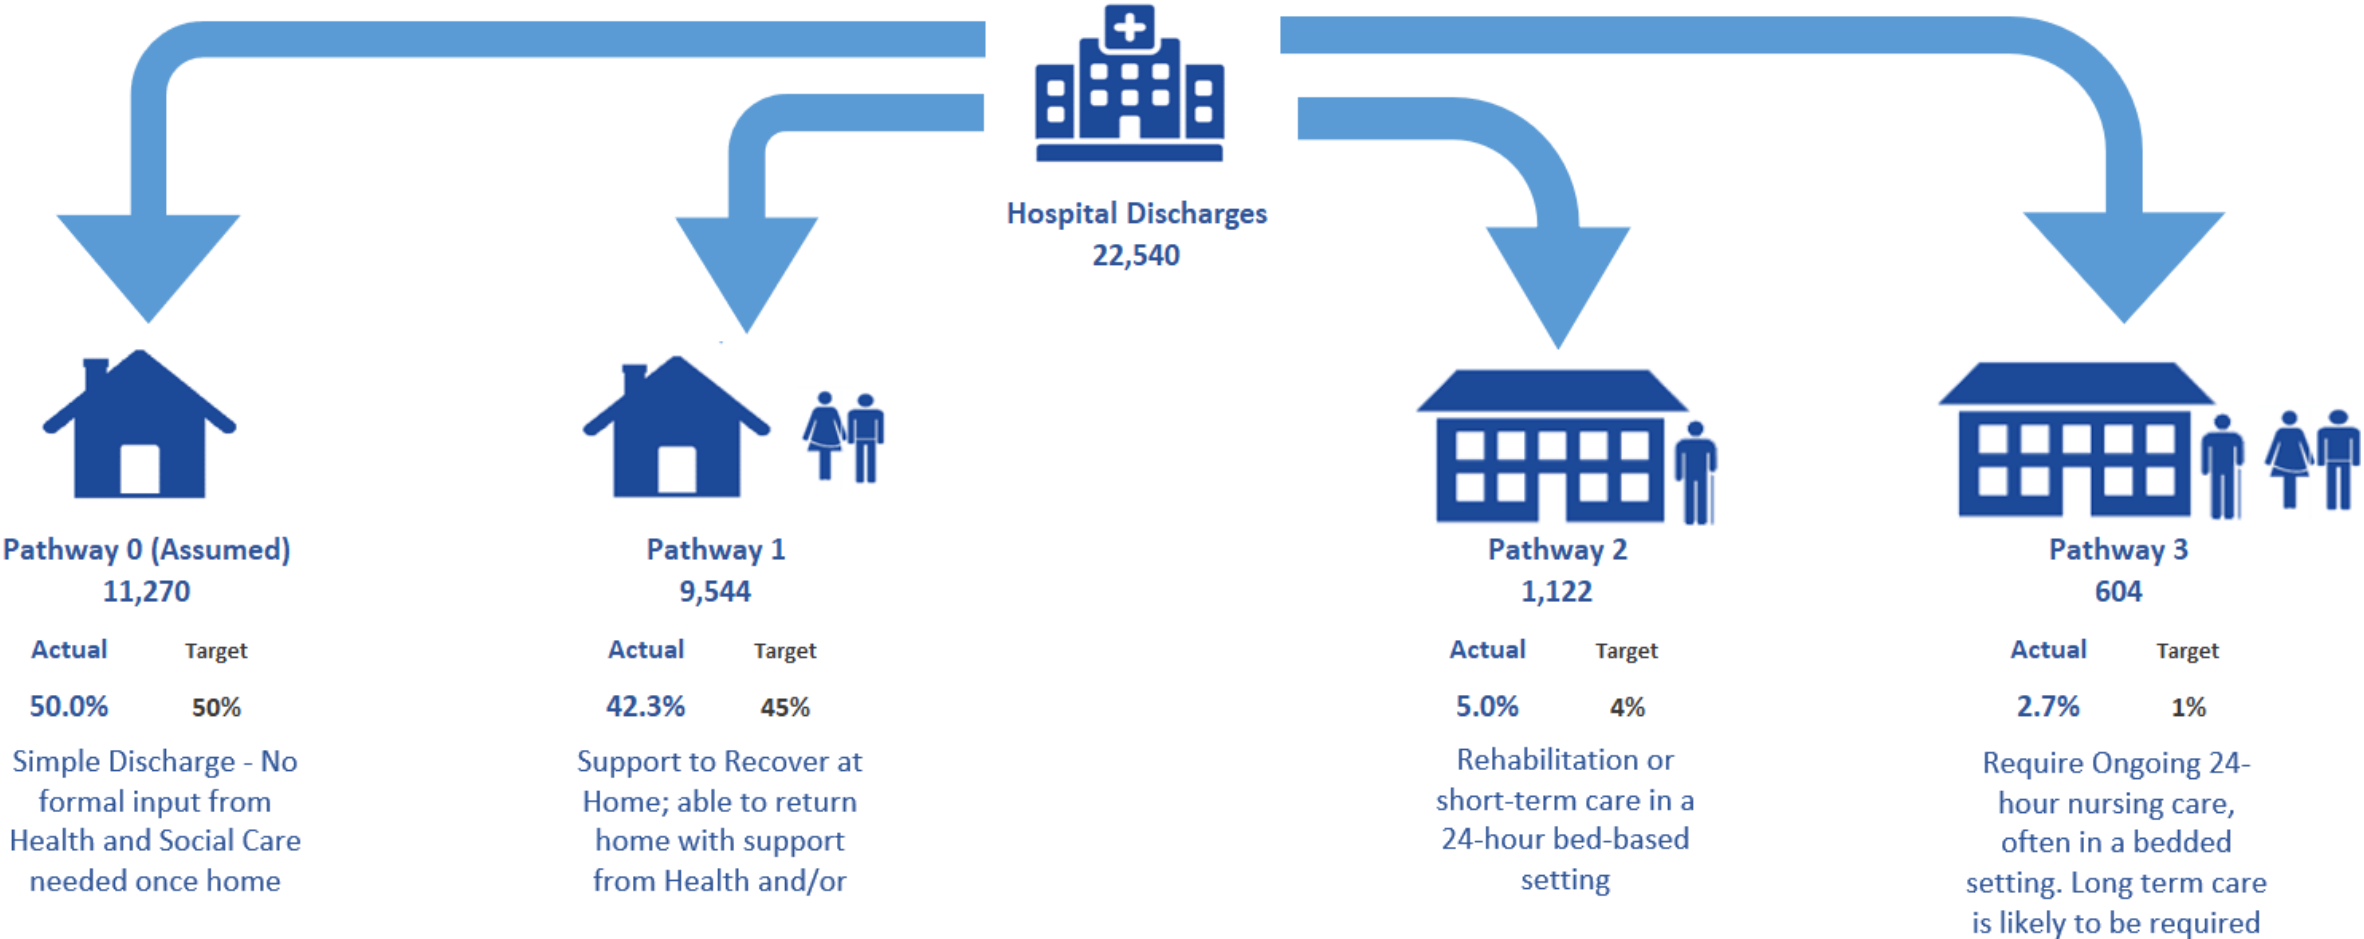 Hospital Discharges
22,540
Pathway 0 (Assumed)
11,270
Actual Target
50.0% 50%
Simple Discharge - No
formal input from
Health and Social Care
needed once home
Pathway 1
9,544
Actual Target
42.3% 45%
Support to Recover at
Home; able to return
home with support
from Health and/or
Pathway 2
1,122
Actual Target
5.0% 4%
Rehabilitation or
short-term care in a
24-hour bed-based
setting
Pathway 3
604
Actual Target
2.7% 1%
Require Ongoing 24-
hour nursing care,
often in a bedded
setting. Long term care
is likely to be required